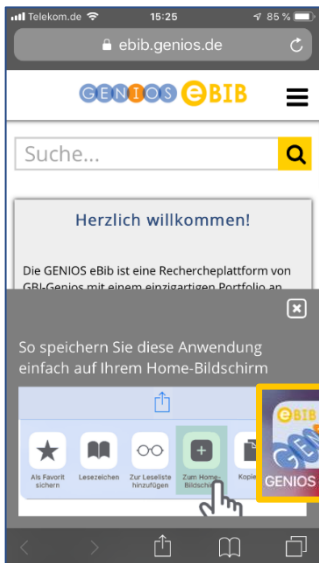 Telekom.de 15:25 85 %
ebib.genios.de
GENIOS eBIB
Suche...
Herzlich willkommen!
Die GENIOS eBib ist eine Rechercheplattform von
GBI-Genios mit einem einzigartigen Portfolio an
So speichern Sie diese Anwendung
einfach auf Ihrem Home-Bildschirm
Als Favorit
sichern
Lesezeichen
Zur Leseliste
hinzufügen
Zum Home-
Bildschirm
eBIB
GENIOS